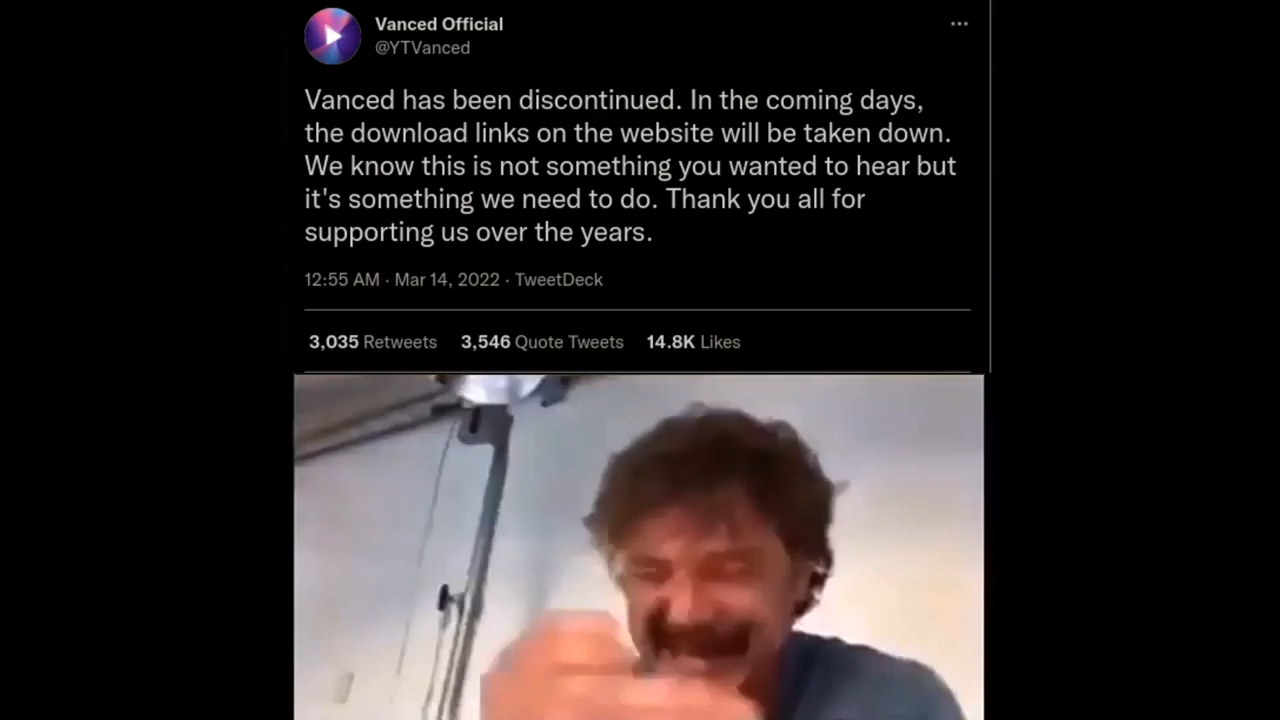 Vanced Official
@YTVanced
Vanced has been discontinued. In the coming days,
the download links on the website will be taken down.
We know this is not something you wanted to hear but
it's something we need to do. Thank you all for
supporting us over the years.
12:55 AM · Mar 14, 2022 · TweetDeck
3,035 Retweets 3,546 Quote Tweets 14.8K Likes